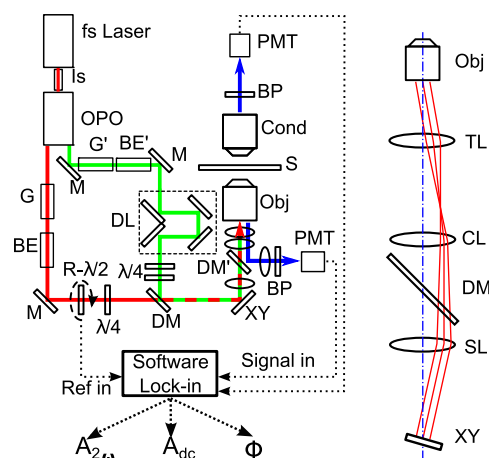 fs Laser
Is
OPO
G'
BE'
M
M
G
BE
M
R-λ/2
λ/4
λ/4
DL
DM
DM'
XY
PMT
BP
Cond
S
Obj
PMT
BP
Software
Lock-in
Ref in
Signal in
A2ω
Adc
Φ
Obj
TL
CL
DM
SL
XY